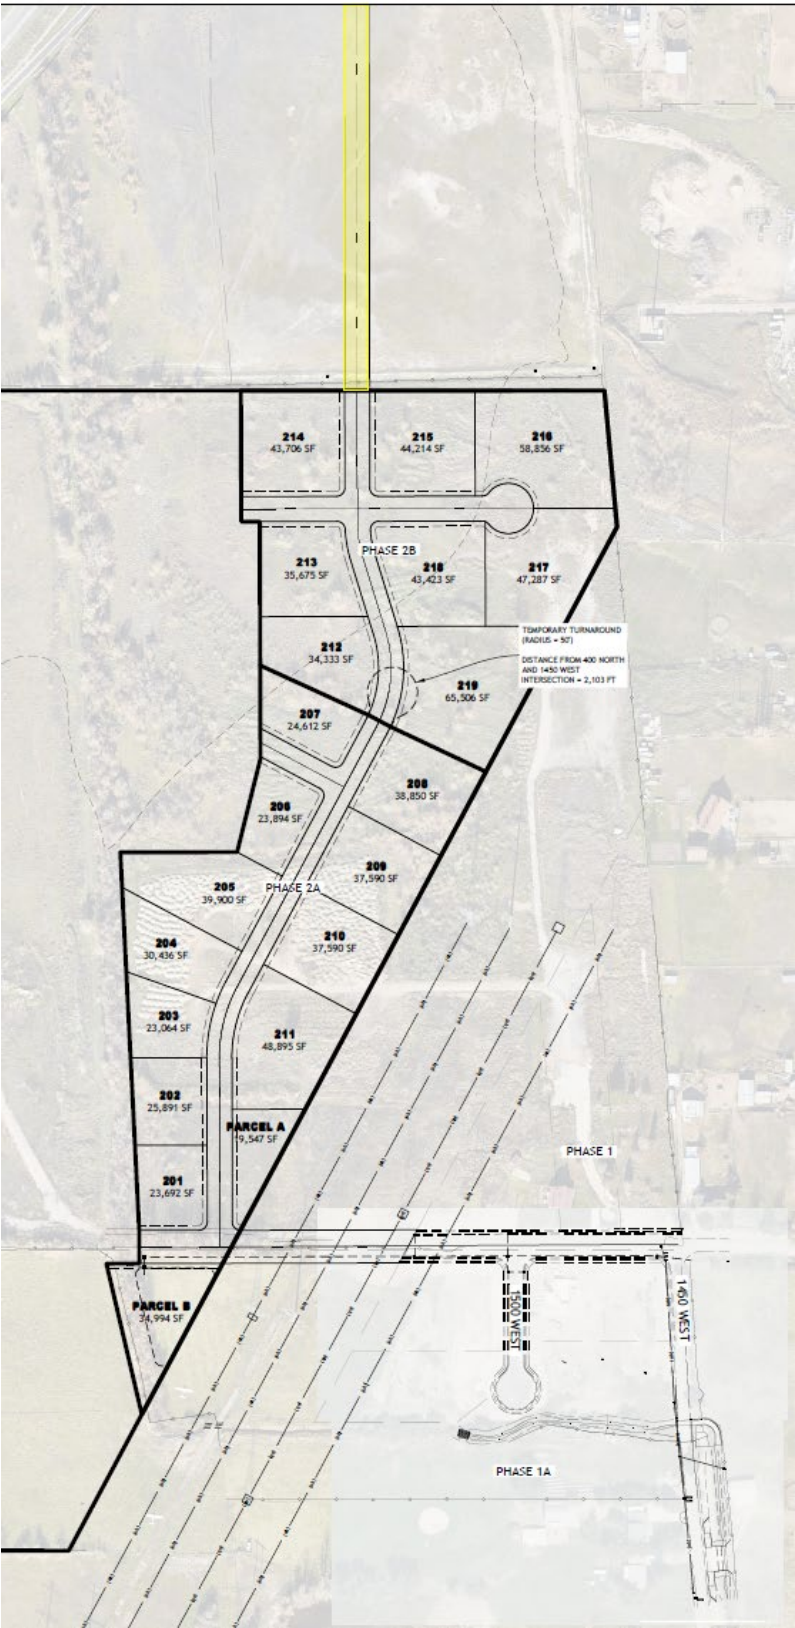 214
43,706 SF
215
44,214 SF
216
58,856 SF
PHASE 2B
213
35,675 SF
218
43,423 SF
217
47,287 SF
212
34,333 SF
TEMPORARY TURNAROUND
(RADIUS = 50')
DISTANCE FROM 400 NORTH
AND 1450 WEST
INTERSECTION = 2,103 FT
219
65,506 SF
207
24,612 SF
208
38,850 SF
206
23,894 SF
209
37,590 SF
205
39,900 SF
PHASE 2A
210
37,590 SF
204
30,436 SF
203
23,064 SF
211
48,895 SF
202
25,891 SF
PARCEL A
9,547 SF
PHASE 1
201
23,692 SF
PARCEL B
34,994 SF
1500 WEST
1450 WEST
PHASE 1A